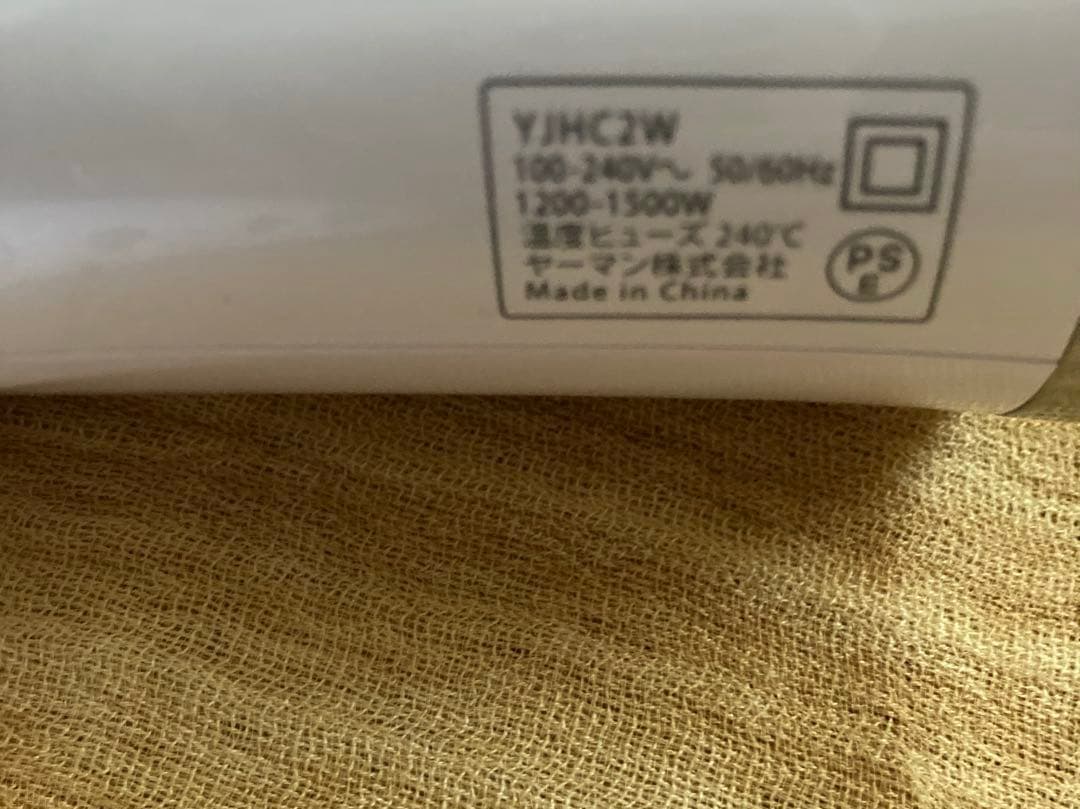 YJHC2W
100-240V～ 50/60Hz
1200-1500W
温度ヒューズ 240℃
ヤーマン株式会社
Made in China
PSE